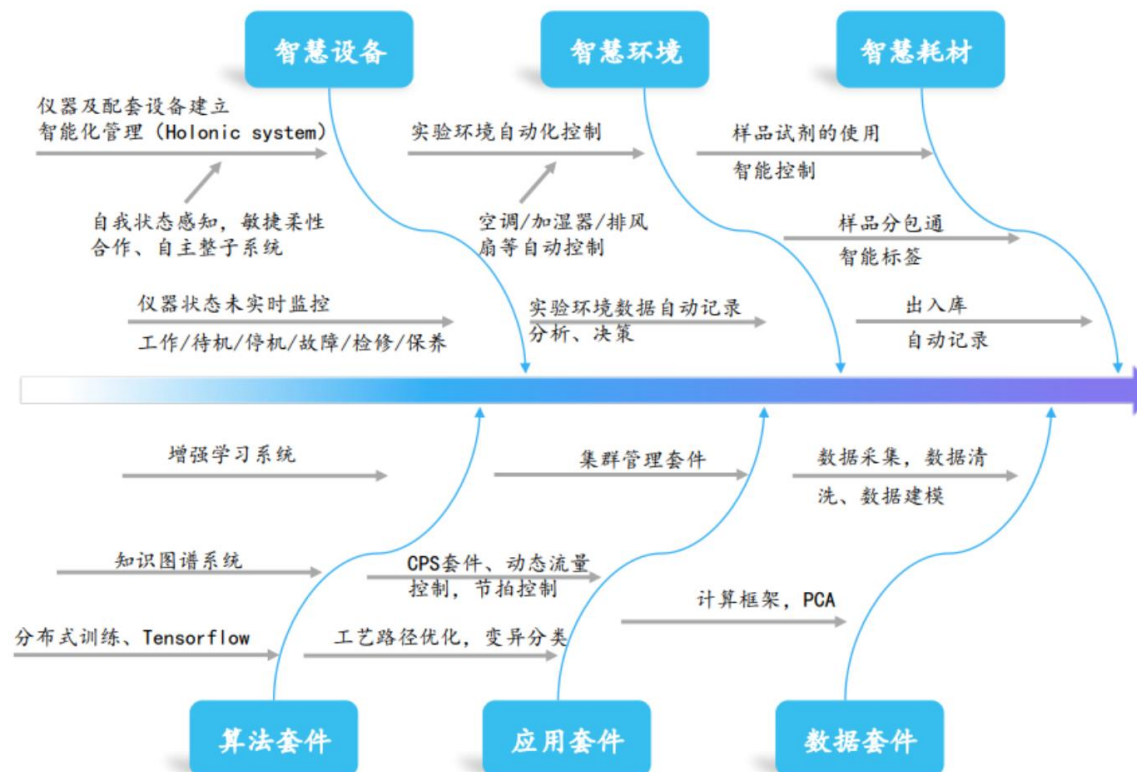 智慧设备
智慧环境
智慧耗材
仪器及配套设备建立
智能化管理（Holonic system）
自我状态感知，敏捷柔性
合作、自主整子系统
仪器状态未实时监控
工作/待机/停机/故障/检修/保养
实验环境自动化控制
空调/加湿器/排风
扇等自动控制
实验环境数据自动记录
分析、决策
样品试剂的使用
智能控制
样品分包通
智能标签
出入库
自动记录
增强学习系统
知识图谱系统
分布式训练、Tensorflow
集群管理套件
CPS套件、动态流量
控制，节拍控制
工艺路径优化，变异分类
数据采集，数据清
洗、数据建模
计算框架，PCA
算法套件
应用套件
数据套件